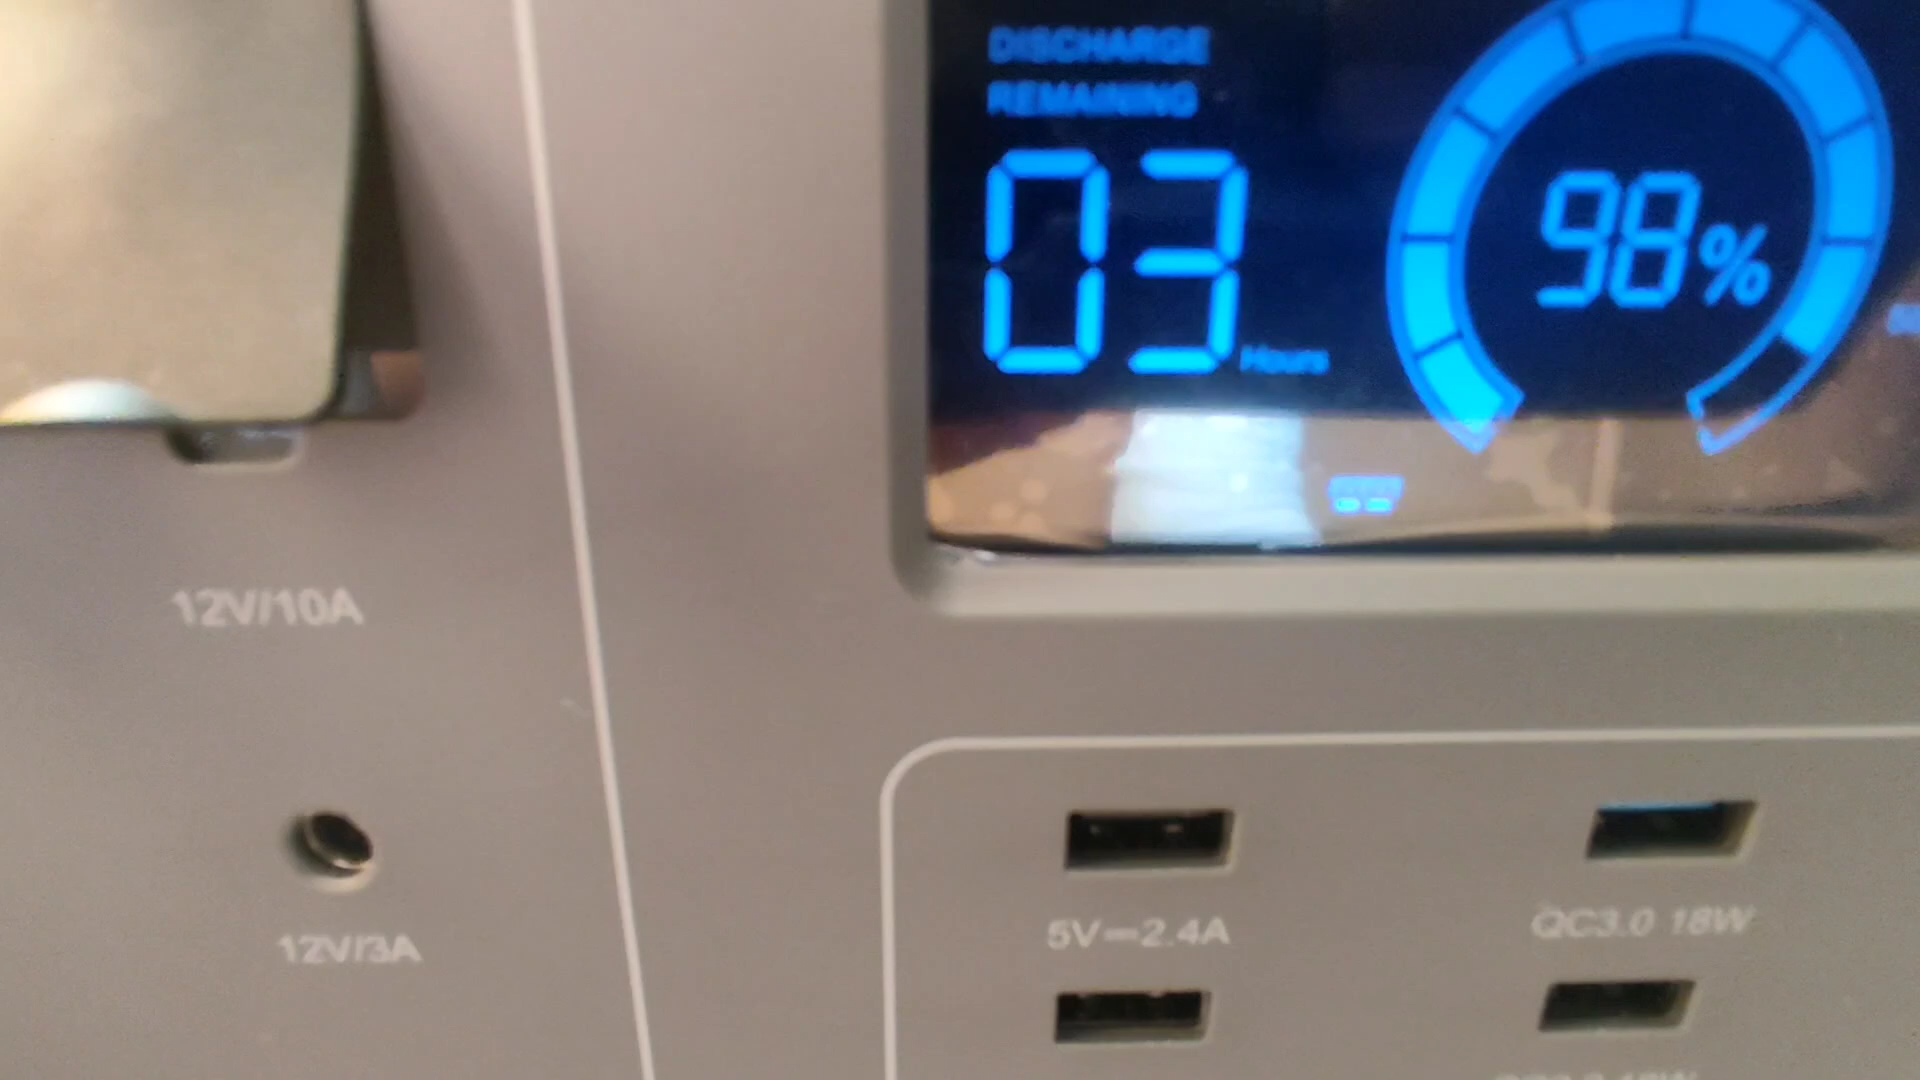 DISCHARGE
REMAINING
03 Hours
98%
12V/10A
12V/3A
5V⎓2.4A
QC3.0 18W